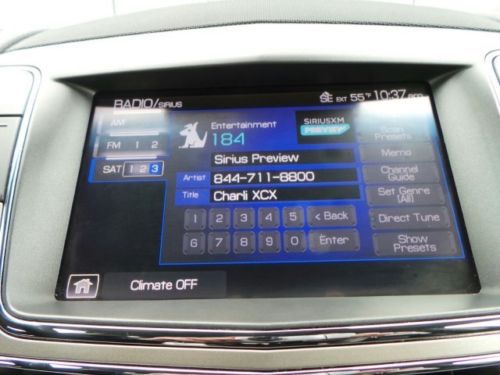 RADIO/SIRIUS
SE EXT 55°F 10:37
AM
FM 1 2
SAT 1 2 3
Entertainment
184
SIRIUSXM
PREVIEW
Sirius Preview
Artist 844-711-8800
Title Charli XCX
1 2 3 4 5 < Back
6 7 8 9 0 Enter
Scan
Presets
Memo
Channel
Guide
Set Genre
(All)
Direct Tune
Show
Presets
Climate OFF